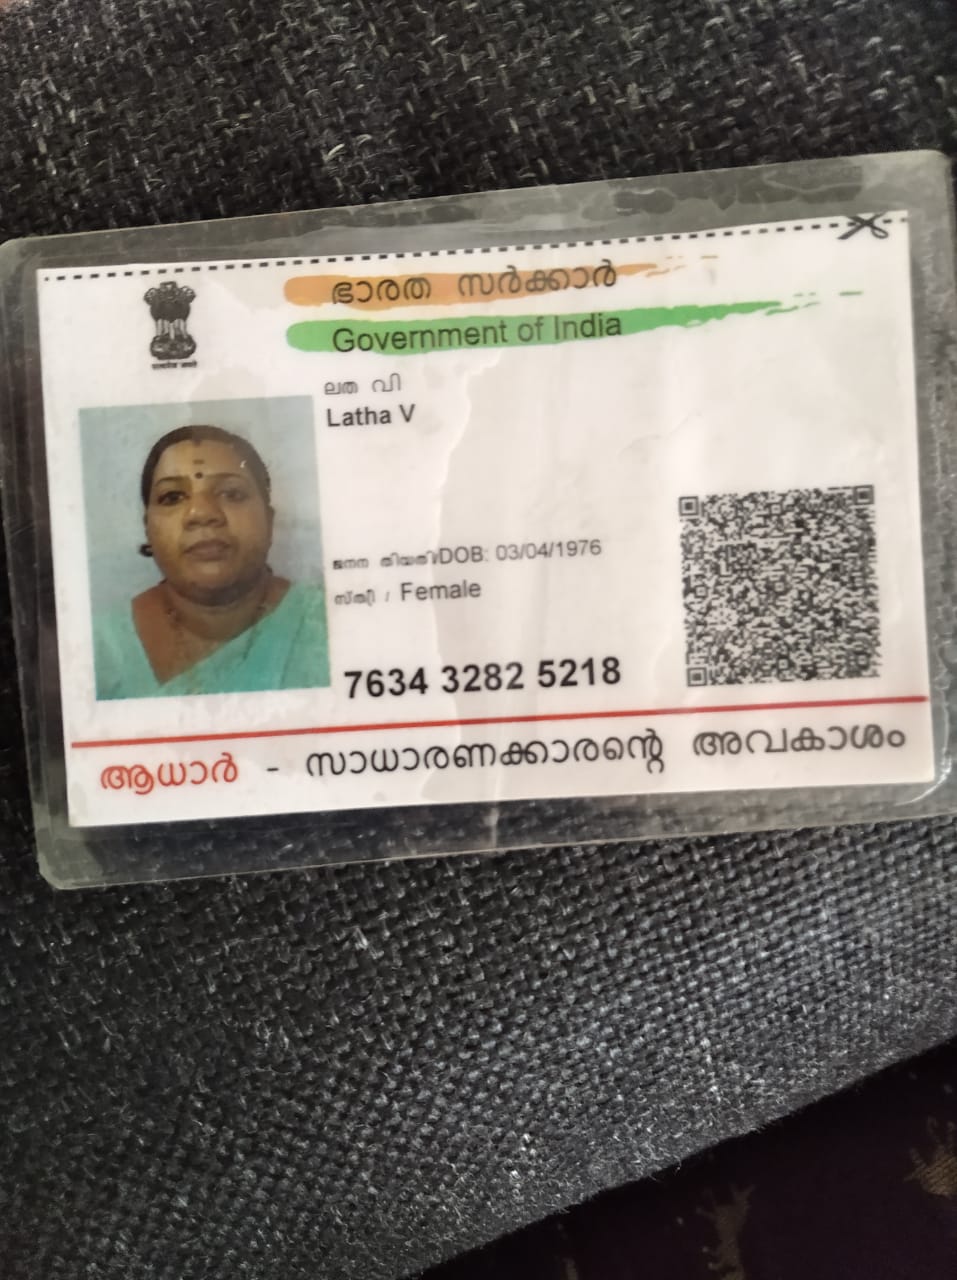 ഭാരത സർക്കാർ
Government of India
ലത വി
Latha V
ജനന തിയതി/DOB: 03/04/1976
സ്ത്രീ / Female
7634 3282 5218
ആധാർ - സാധാരണക്കാരന്റെ അവകാശം